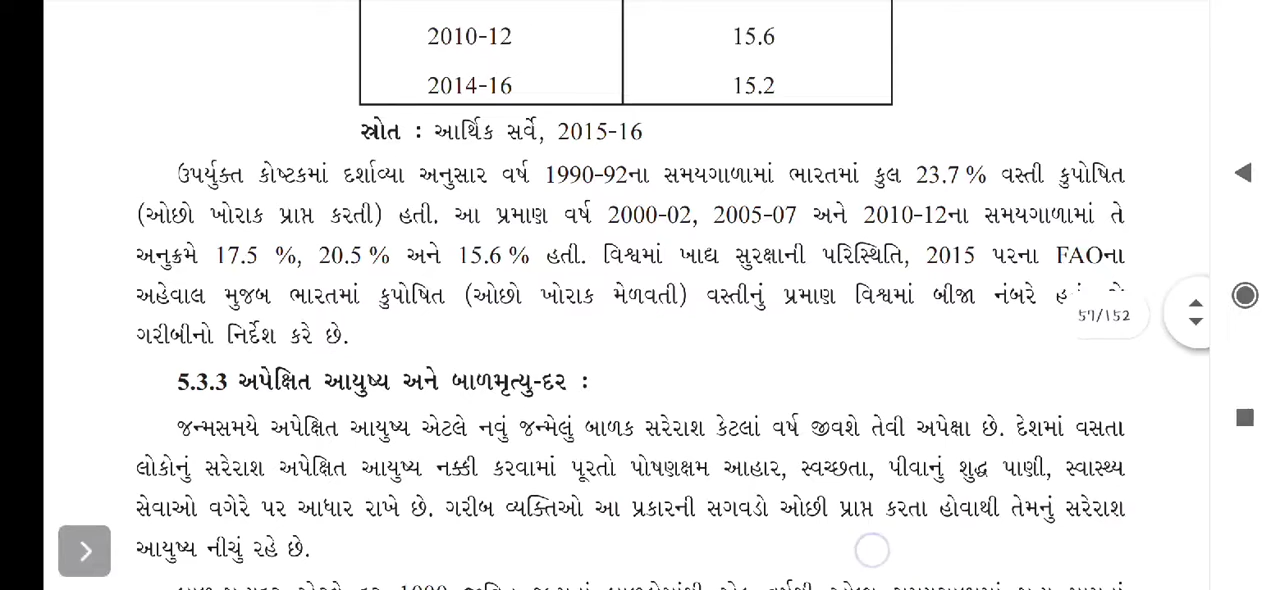 2010-12 15.6
2014-16 15.2
સ્રોત : આર્થિક સર્વે, 2015-16
ઉપર્યુક્ત કોષ્ટકમાં દર્શાવ્યા અનુસાર વર્ષ 1990-92ના સમયગાળામાં ભારતમાં કુલ 23.7 % વસ્તી કુપોષિત
(ઓછો ખોરાક પ્રાપ્ત કરતી) હતી. આ પ્રમાણ વર્ષ 2000-02, 2005-07 અને 2010-12ના સમયગાળામાં તે
અનુક્રમે 17.5 %, 20.5 % અને 15.6 % હતી. વિશ્વમાં ખાદ્ય સુરક્ષાની પરિસ્થિતિ, 2015 પરના FAOના
અહેવાલ મુજબ ભારતમાં કુપોષિત (ઓછો ખોરાક મેળવતી) વસ્તીનું પ્રમાણ વિશ્વમાં બીજા નંબરે
57/152
ગરીબીનો નિર્દેશ કરે છે.
5.3.3 અપેક્ષિત આયુષ્ય અને બાળમૃત્યુ-દર :
જન્મસમયે અપેક્ષિત આયુષ્ય એટલે નવું જન્મેલું બાળક સરેરાશ કેટલાં વર્ષ જીવશે તેવી અપેક્ષા છે. દેશમાં વસતા
લોકોનું સરેરાશ અપેક્ષિત આયુષ્ય નક્કી કરવામાં પૂરતો પોષણક્ષમ આહાર, સ્વચ્છતા, પીવાનું શુદ્ધ પાણી, સ્વાસ્થ્ય
સેવાઓ વગેરે પર આધાર રાખે છે. ગરીબ વ્યક્તિઓ આ પ્રકારની સગવડો ઓછી પ્રાપ્ત કરતા હોવાથી તેમનું સરેરાશ
આયુષ્ય નીચું રહે છે.